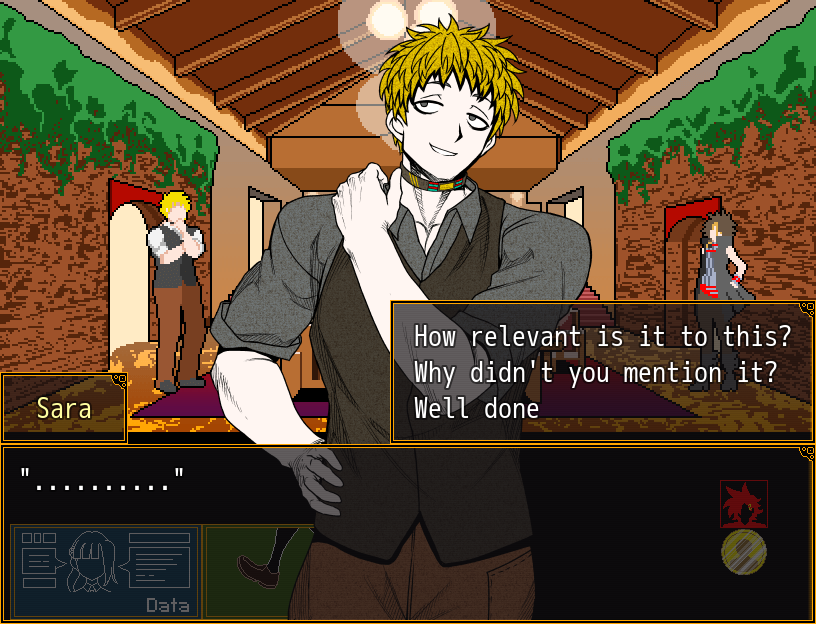 How relevant is it to this?
Why didn't you mention it?
Well done
Sara
".........."
Data